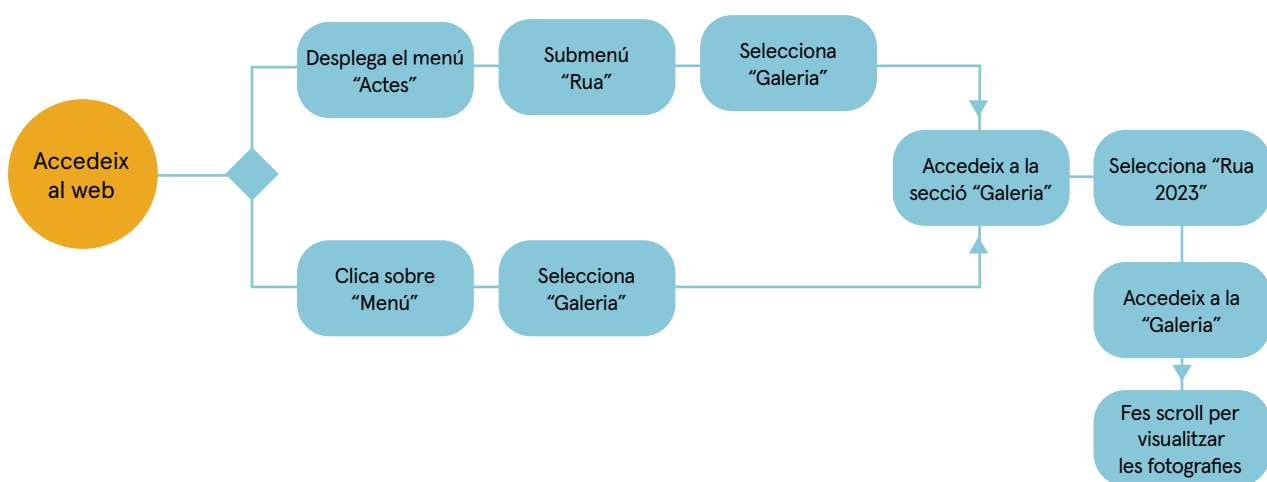 Accedeix
al web
Desplega el menú
“Actes”
Submenú
“Rua”
Selecciona
“Galeria”
Clica sobre
“Menú”
Selecciona
“Galeria”
Accedeix a la
secció “Galeria”
Selecciona “Rua
2023”
Accedeix a la
“Galeria”
Fes scroll per
visualitzar
les fotografies